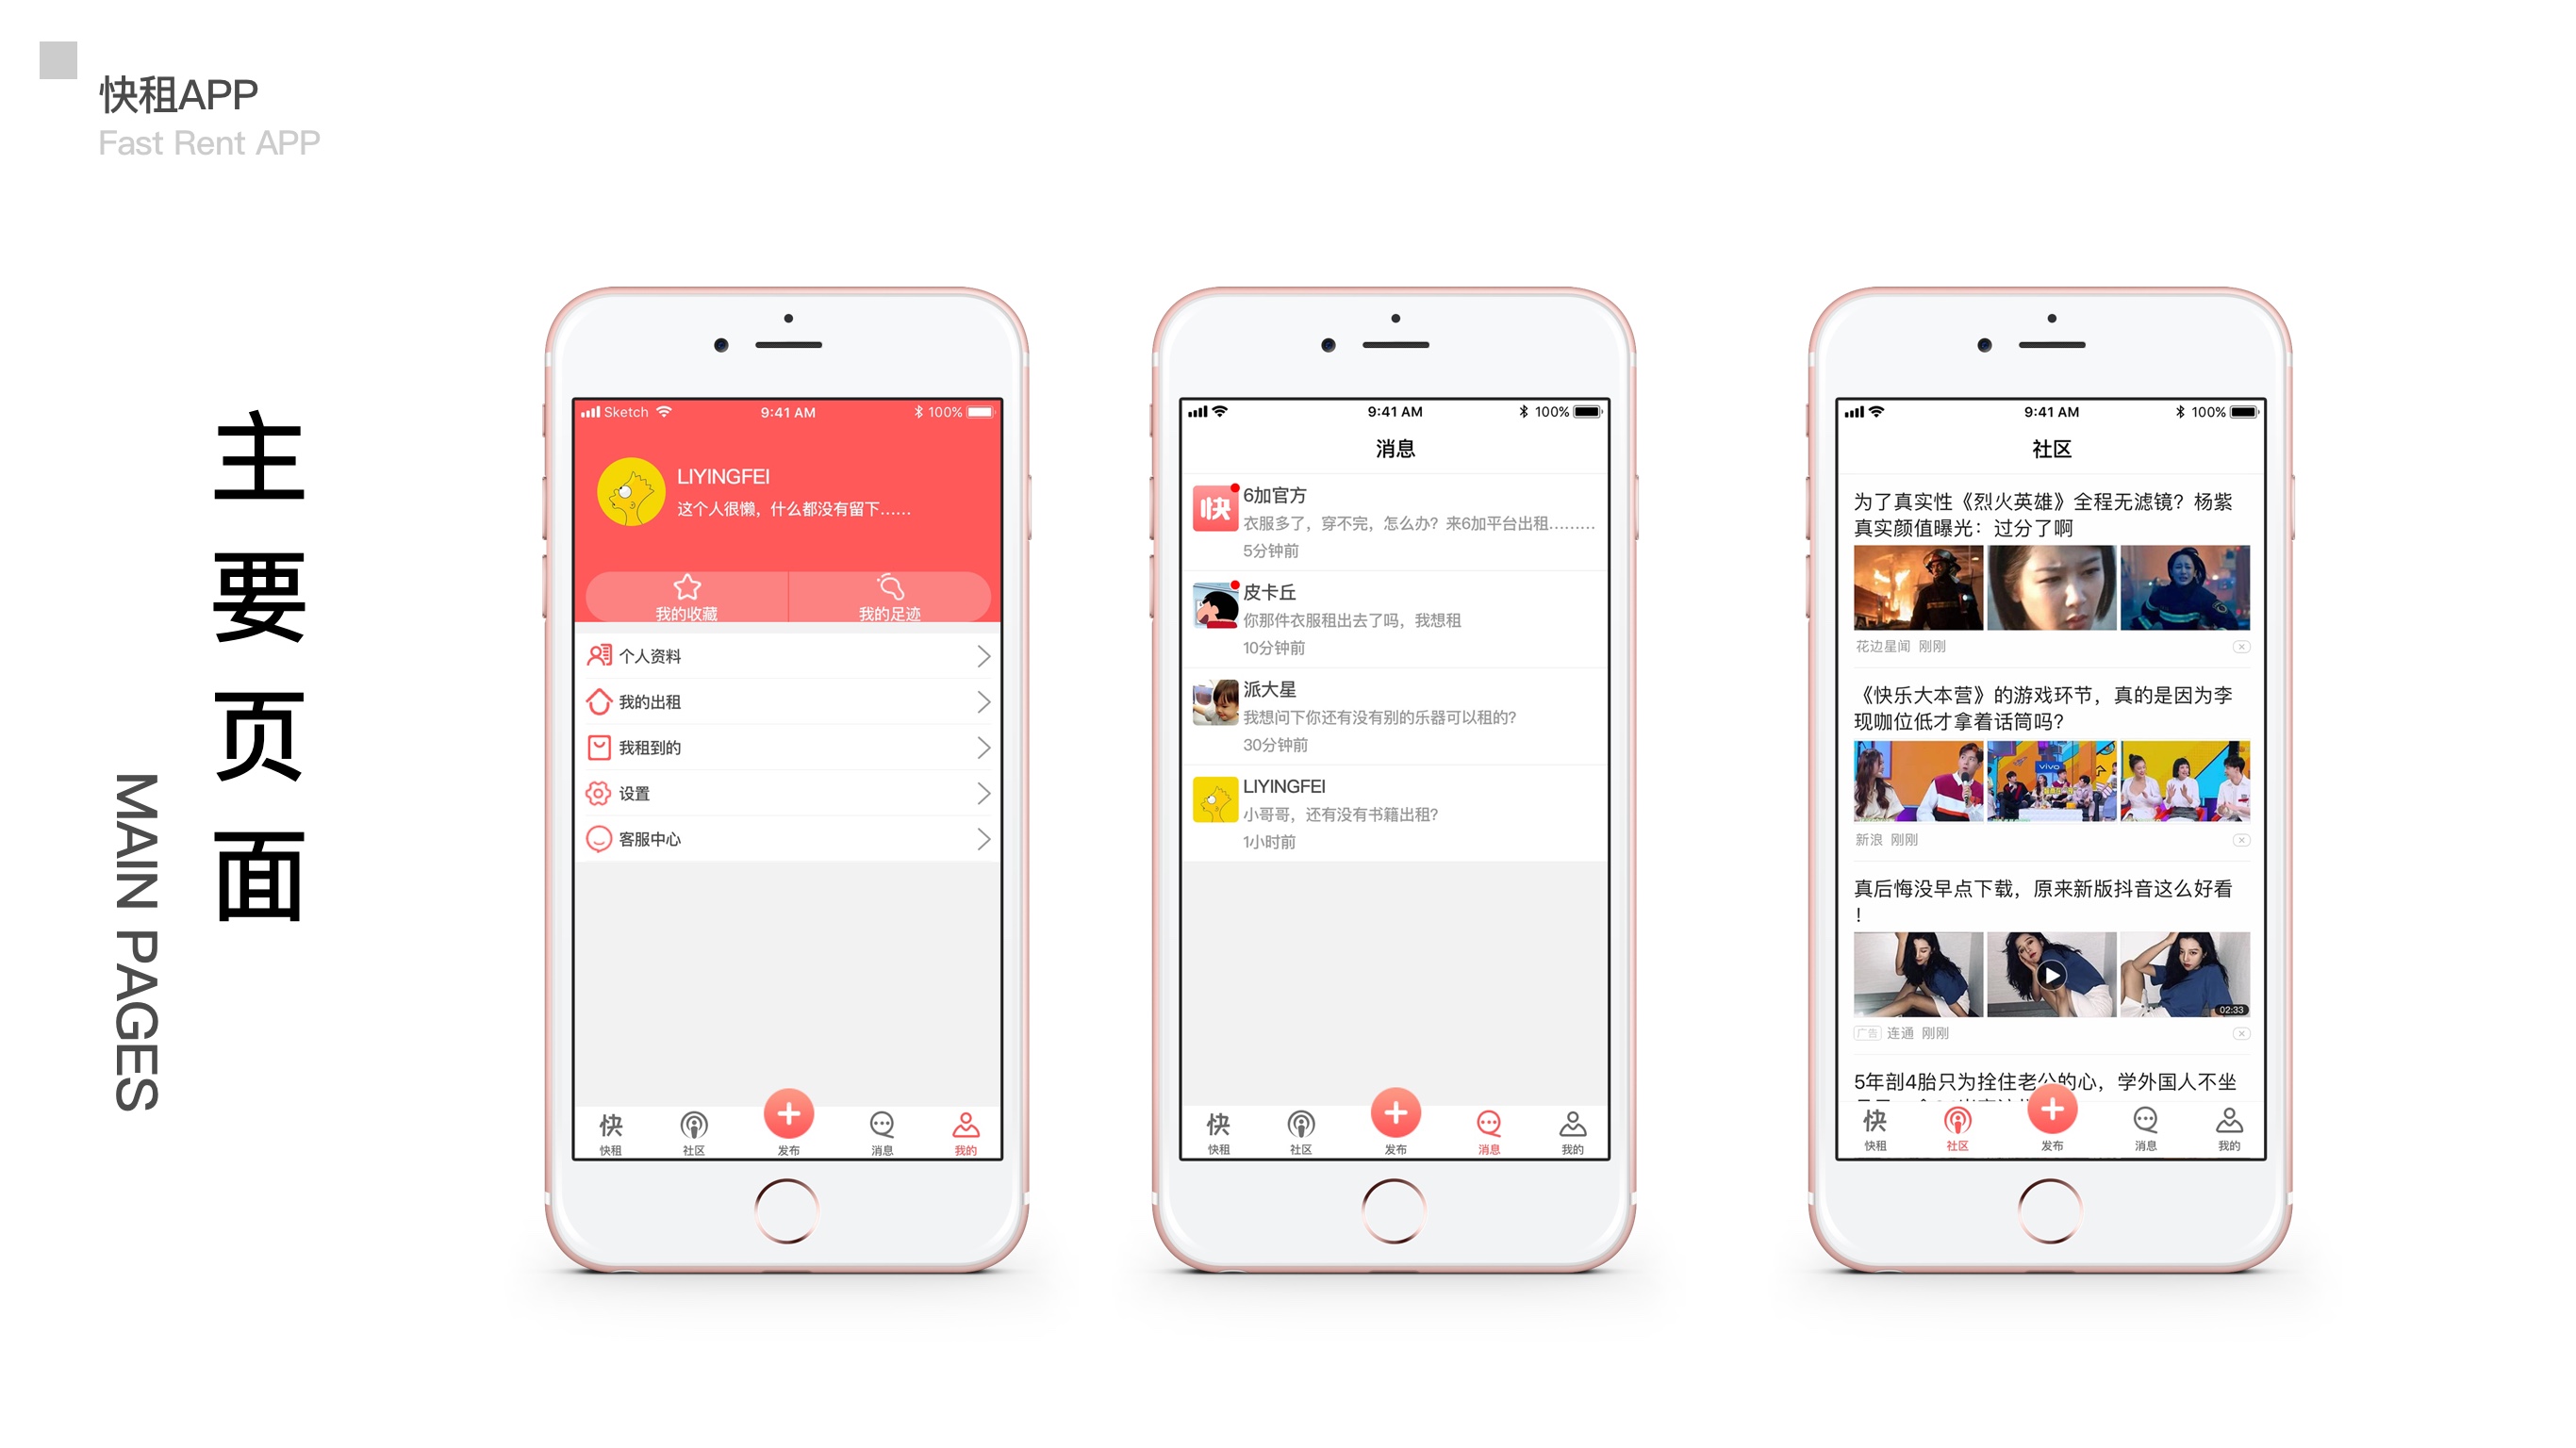 快租APP
Fast Rent APP
主要页面
MAIN PAGES
Sketch
9:41 AM
100%
LIYINGFEI
这个人很懒，什么都没有留下……
我的收藏
我的足迹
个人资料
我的出租
我租到的
设置
客服中心
快
快租
社区
发布
消息
我的
9:41 AM
100%
消息
快
6加官方
衣服多了，穿不完，怎么办？来6加平台出租………
5分钟前
皮卡丘
你那件衣服租出去了吗，我想租
10分钟前
派大星
我想问下你还有没有别的乐器可以租的？
30分钟前
LIYINGFEI
小哥哥，还有没有书籍出租？
1小时前
快
快租
社区
发布
消息
我的
9:41 AM
100%
社区
为了真实性《烈火英雄》全程无滤镜？杨紫
真实颜值曝光：过分了啊
花边星闻 刚刚
《快乐大本营》的游戏环节，真的是因为李
现咖位低才拿着话筒吗？
vivo
新浪 刚刚
真后悔没早点下载，原来新版抖音这么好看
！
02:33
广告 连通 刚刚
5年剖4胎只为拴住老公的心，学外国人不坐
快
快租
社区
发布
消息
我的